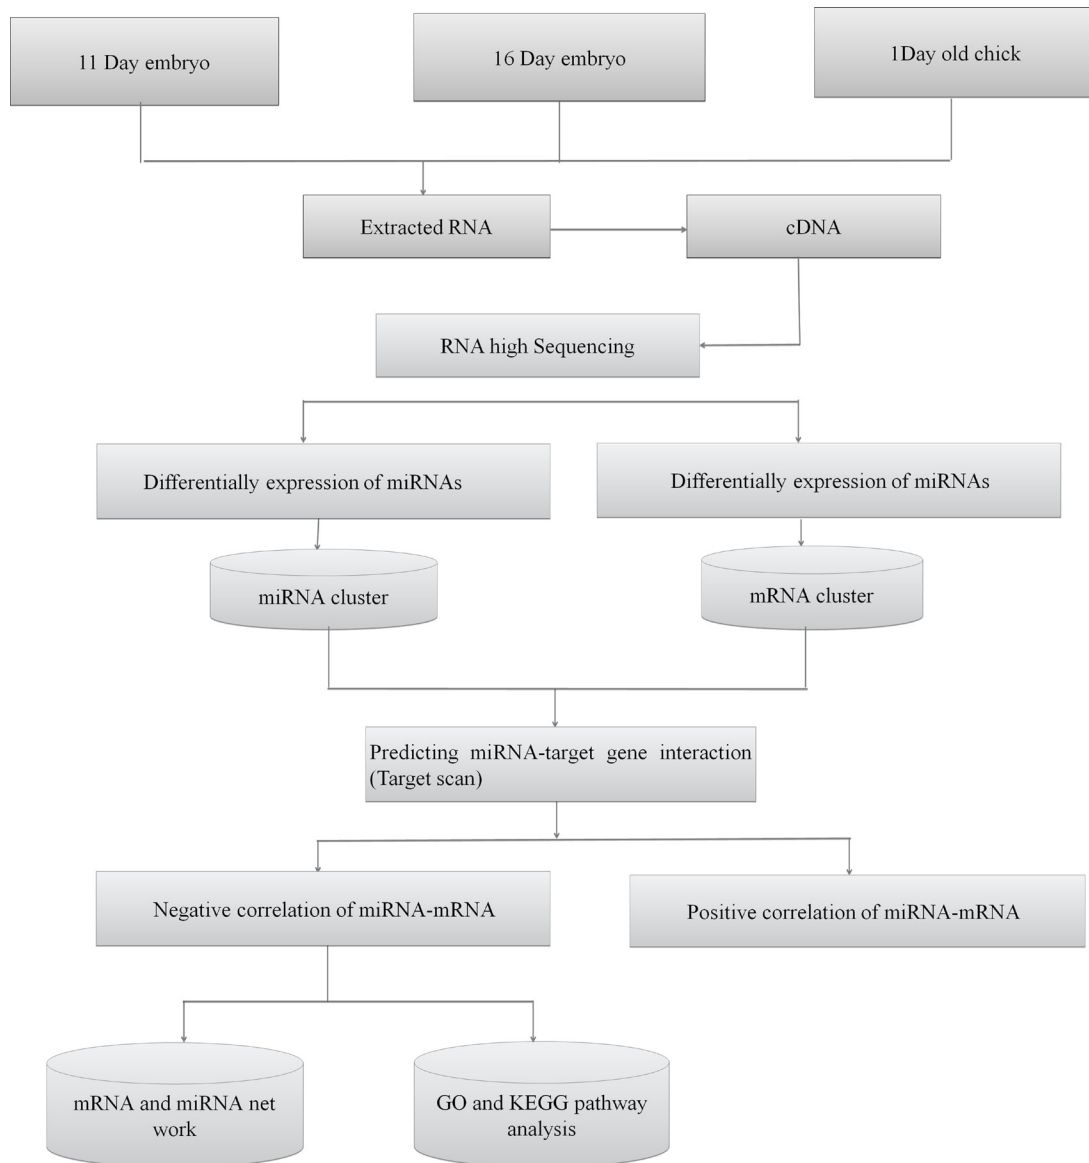 11 Day embryo
16 Day embryo
1Day old chick
Extracted RNA
cDNA
RNA high Sequencing
Differentially expression of miRNAs
Differentially expression of miRNAs
miRNA cluster
mRNA cluster
Predicting miRNA-target gene interaction
(Target scan)
Negative correlation of miRNA-mRNA
Positive correlation of miRNA-mRNA
mRNA and miRNA net
work
GO and KEGG pathway
analysis